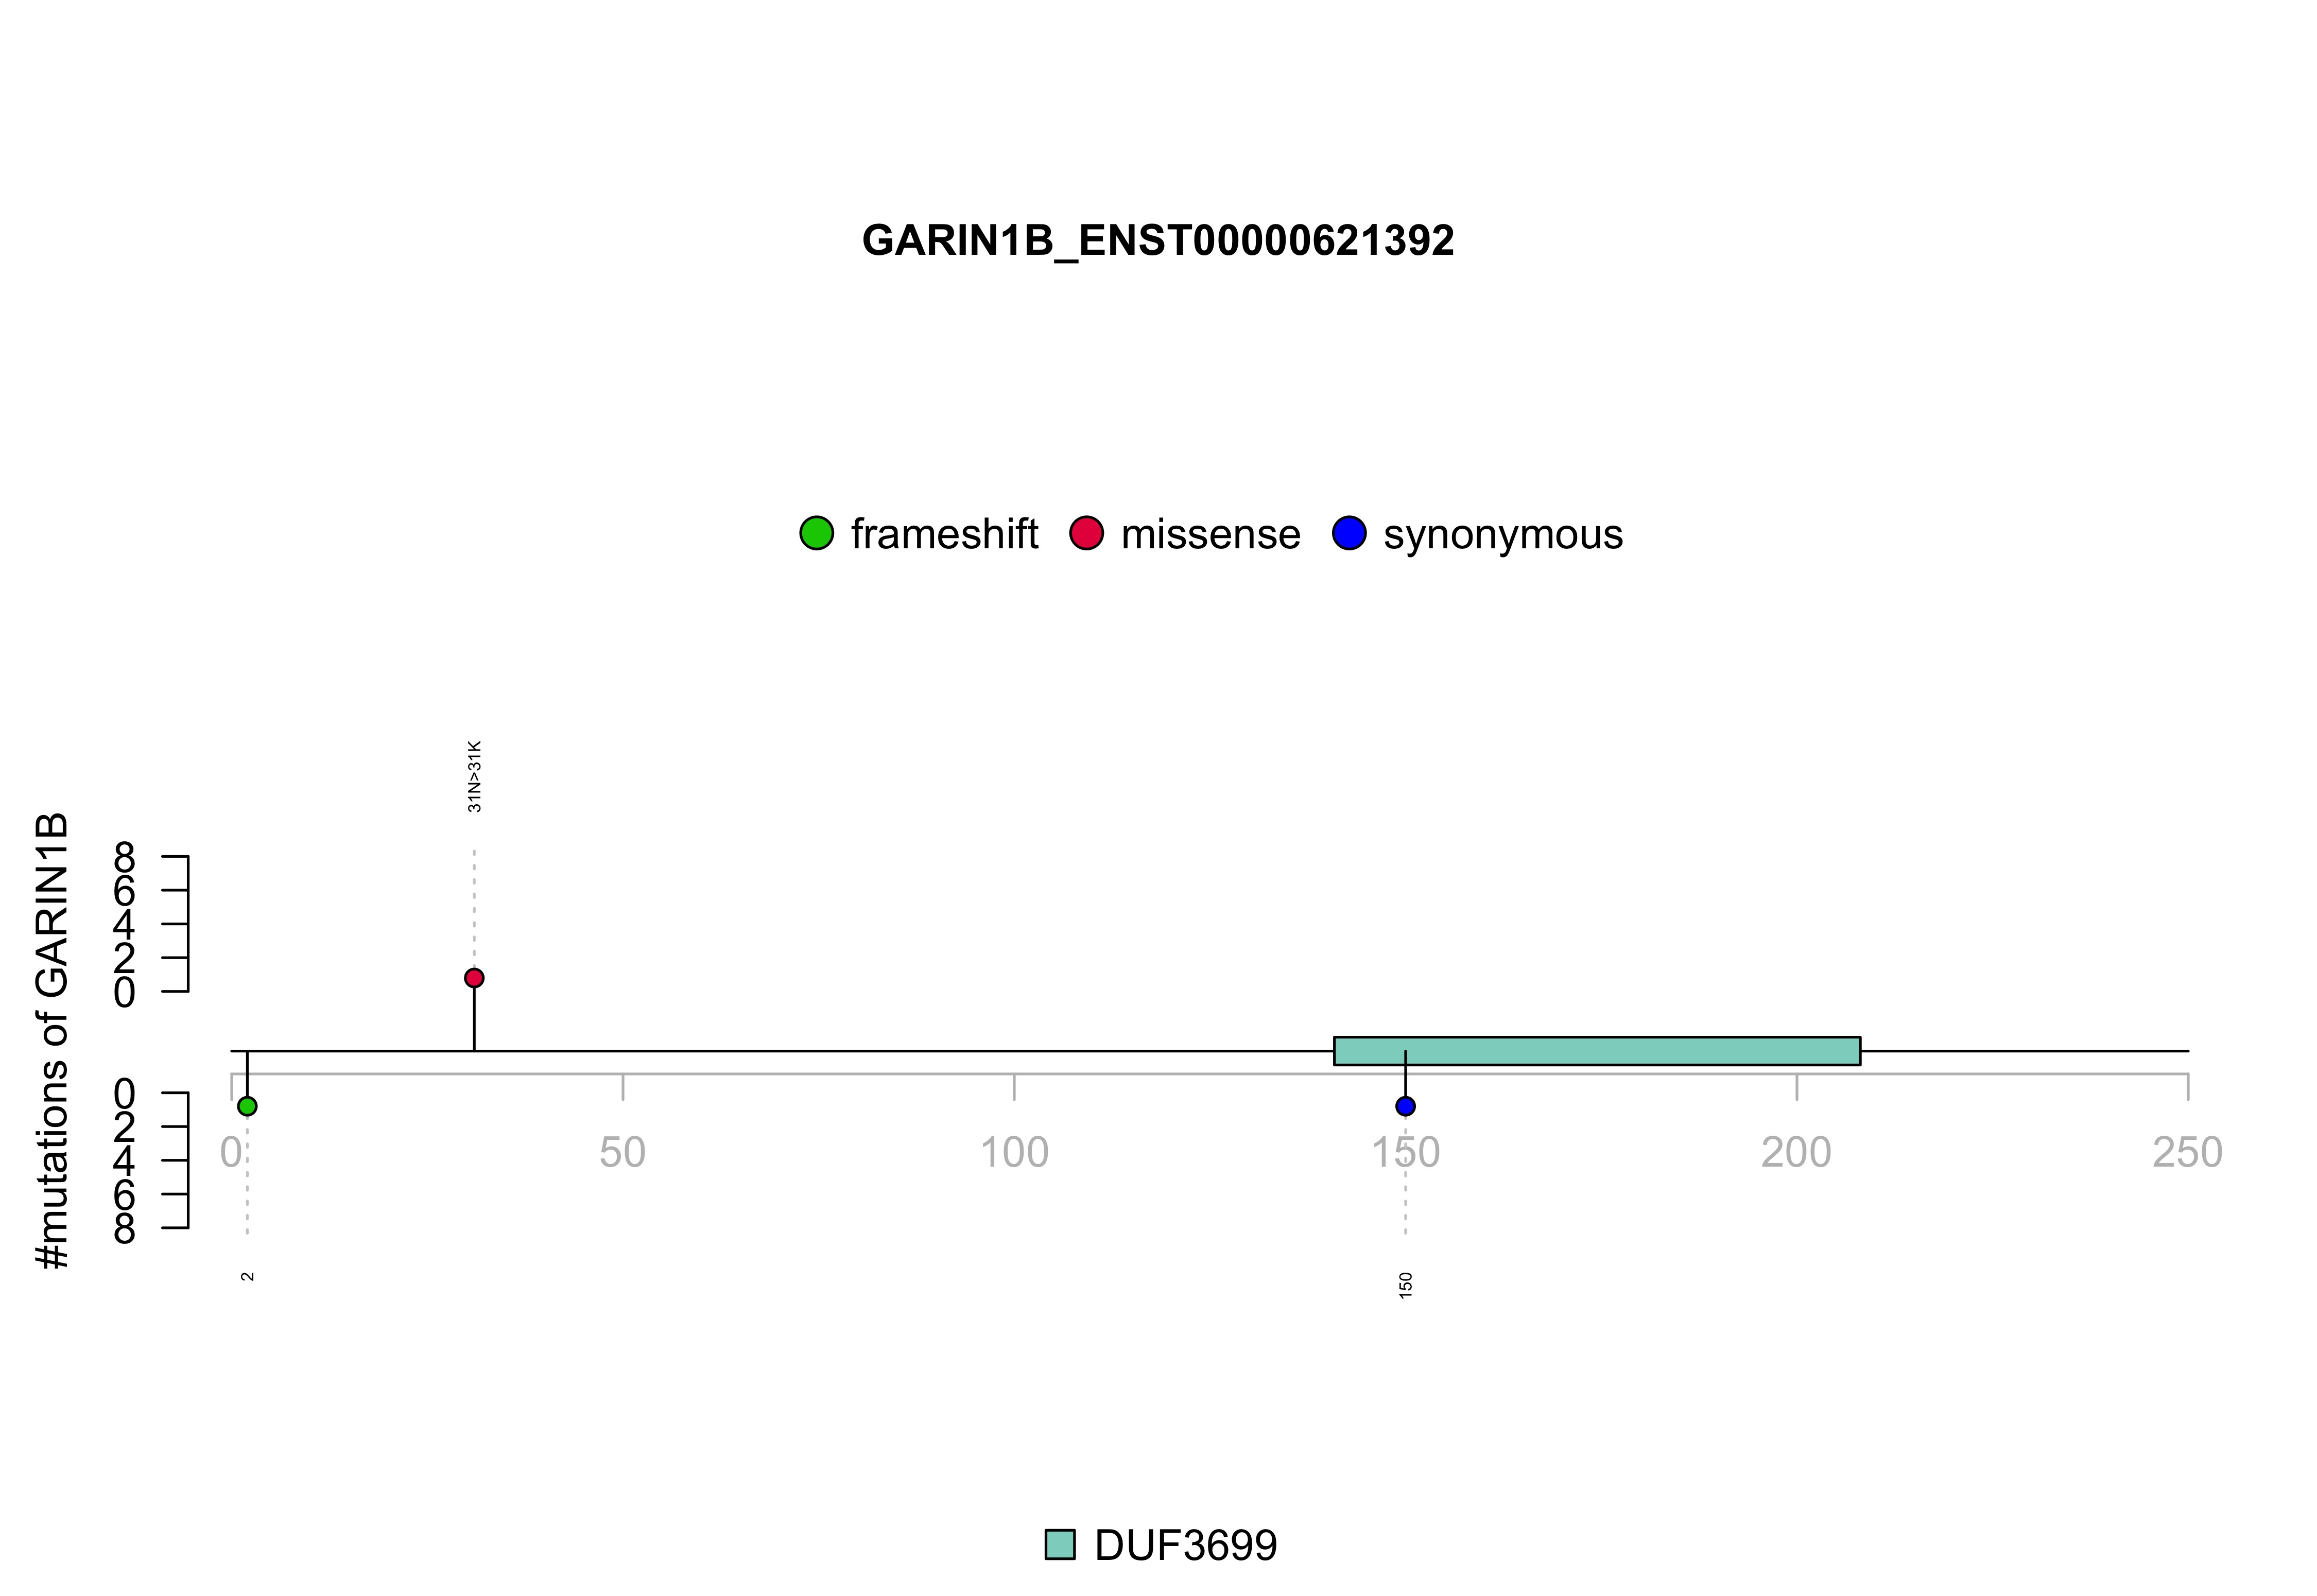 GARIN1B_ENST00000621392
frameshift missense synonymous
31N>31K
#mutations of GARIN1B
8
6
4
2
0
0
2
4
6
8
0 50 100 150 200 250
2 150
DUF3699